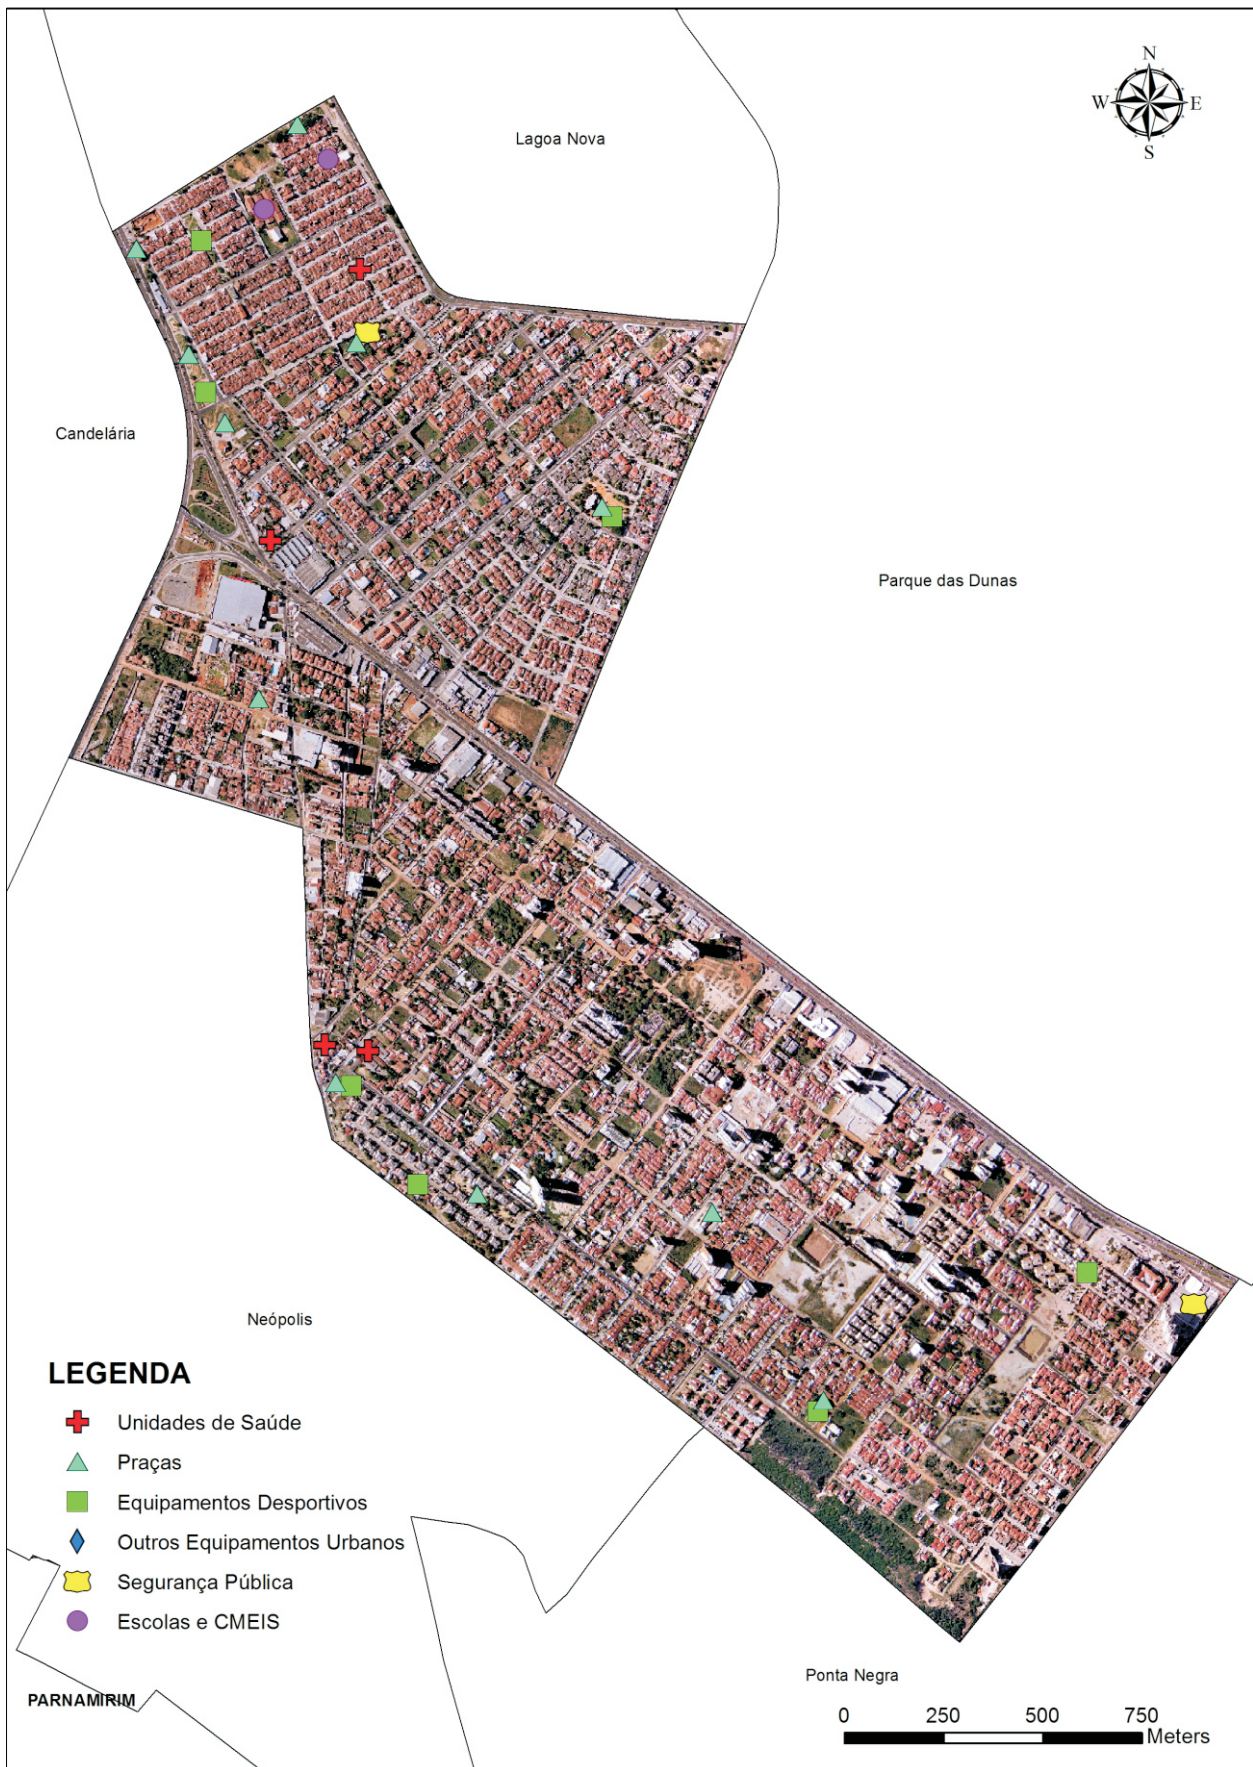 N
W E
S
Lagoa Nova
Candelária
Parque das Dunas
Neópolis
LEGENDA
Unidades de Saúde
Praças
Equipamentos Desportivos
Outros Equipamentos Urbanos
Segurança Pública
Escolas e CMEIS
PARNAMIRIM
Ponta Negra
0 250 500 750
Meters